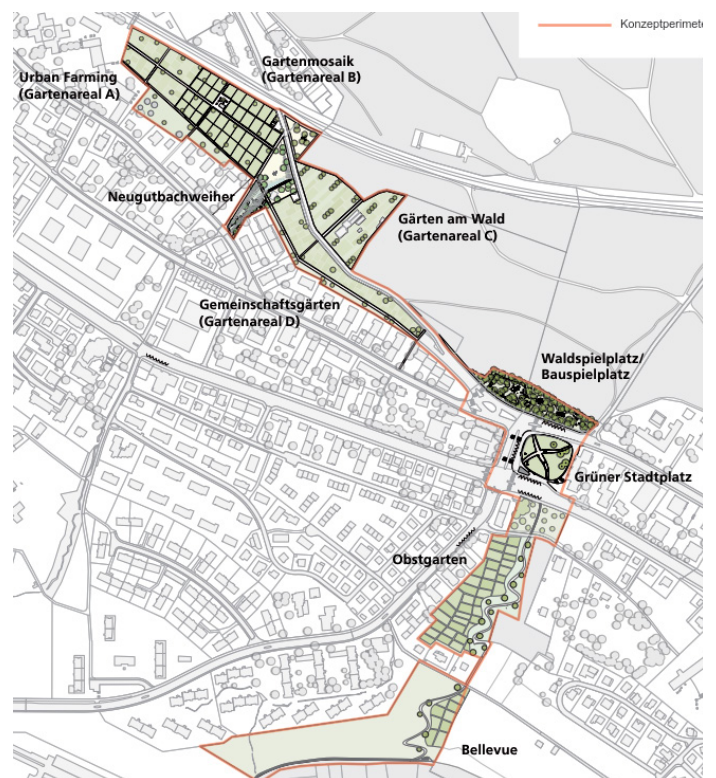 Konzeptperimete
Gartenmosaik
(Gartenareal B)
Urban Farming
(Gartenareal A)
Neugutbachweiher
Gärten am Wald
(Gartenareal C)
Gemeinschaftsgärten
(Gartenareal D)
Waldspielplatz/
Bauspielplatz
Grüner Stadtplatz
Obstgarten
Bellevue